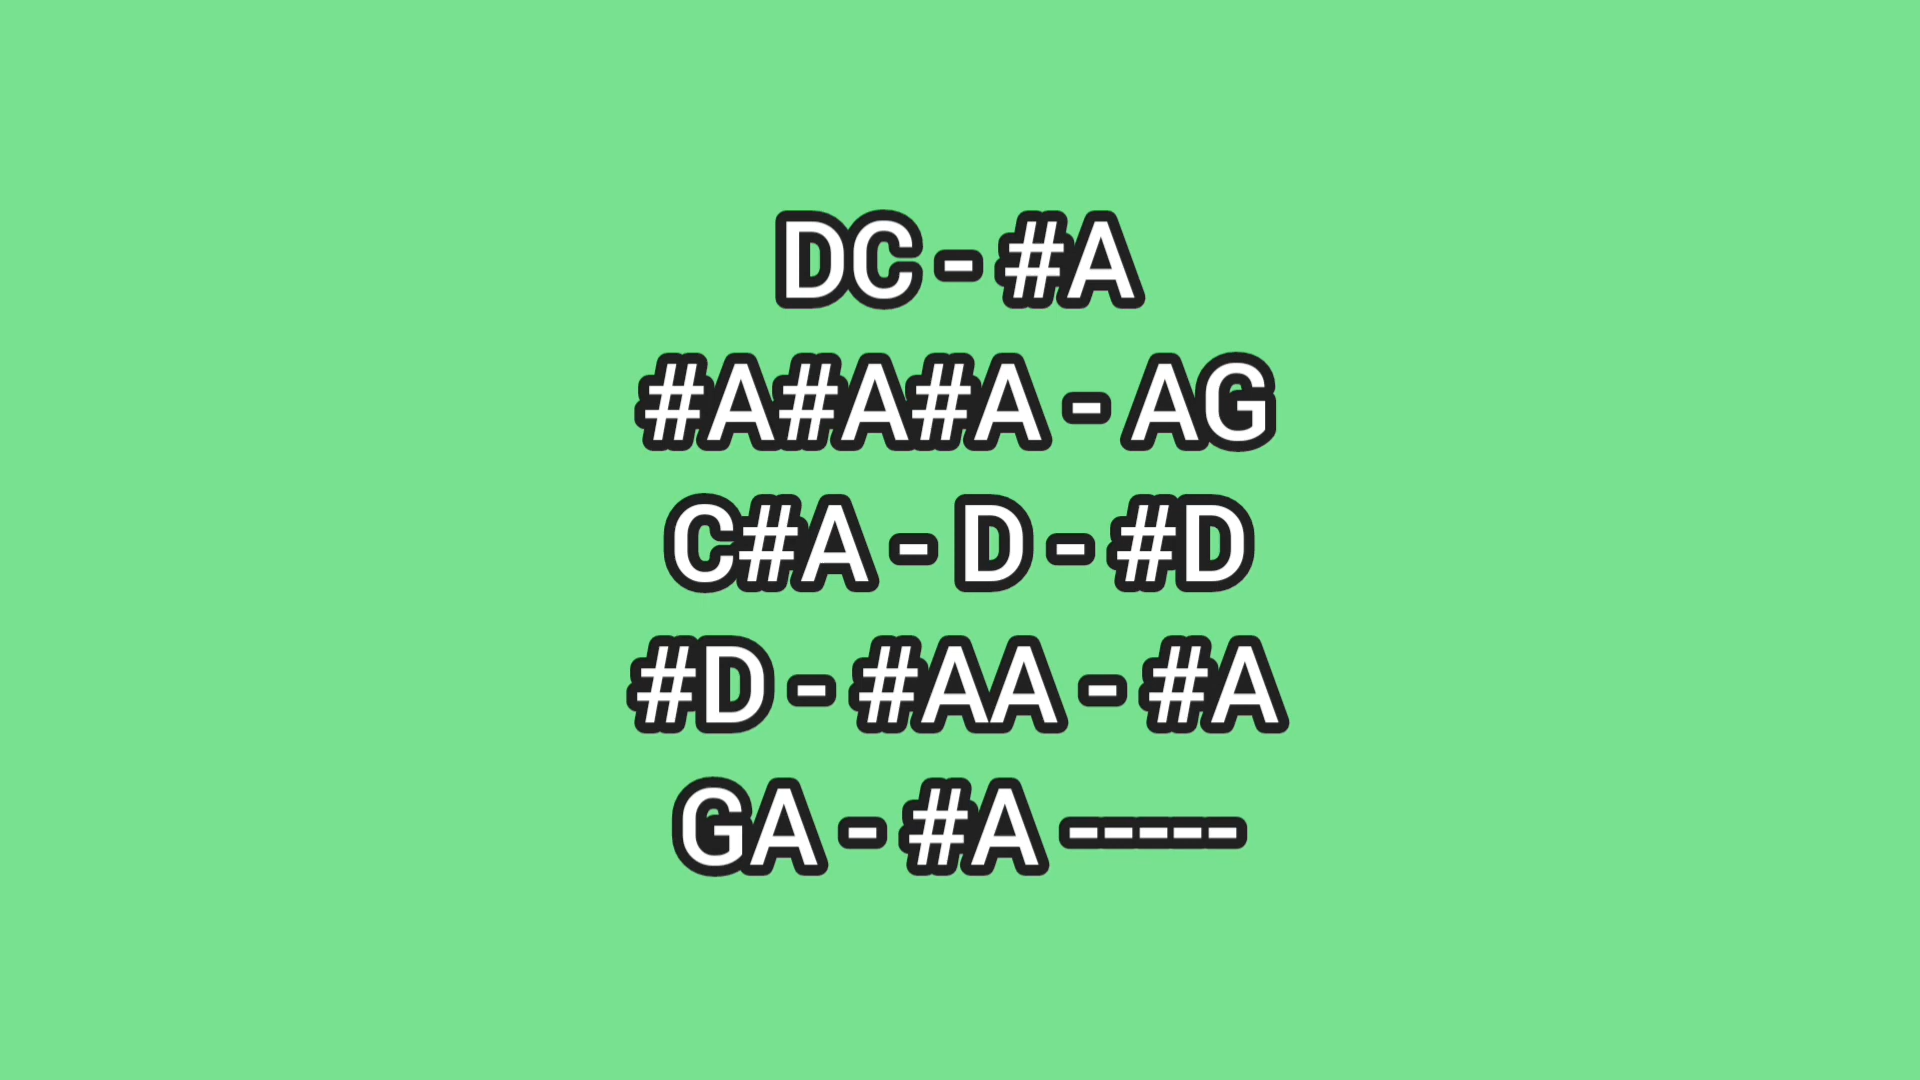 DC - #A
#A#A#A - AG
C#A - D - #D
#D - #AA - #A
GA - #A -----